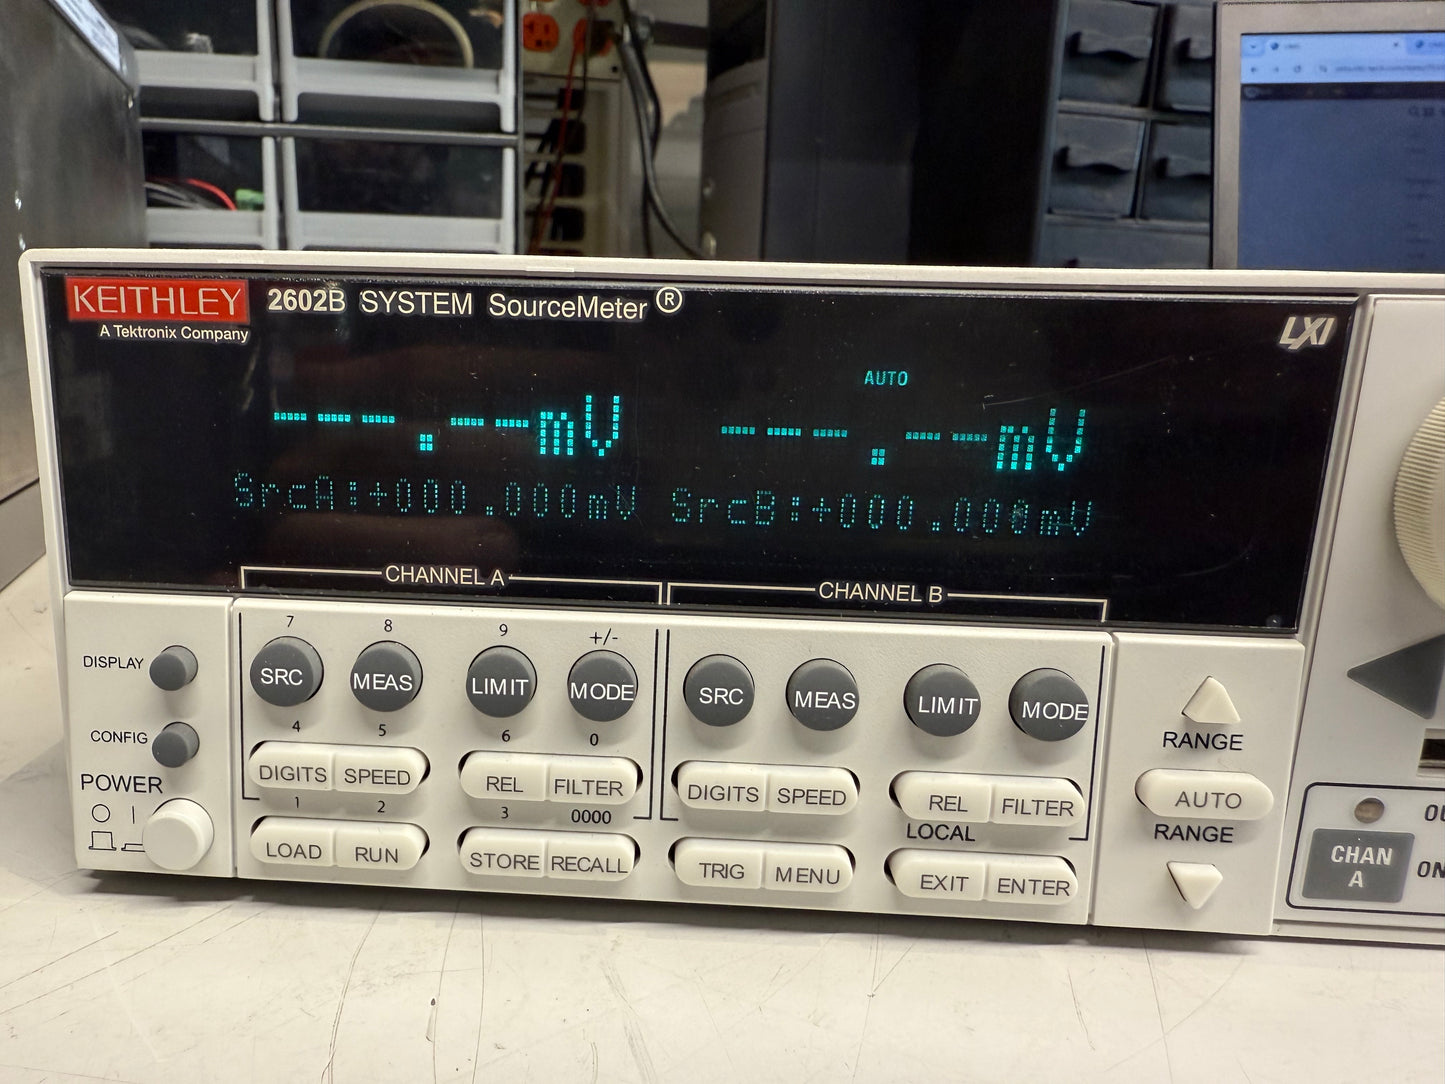 KEITHLEY 2602B SYSTEM SourceMeter ®
A Tektronix Company
LXI
AUTO
---.--mV ---.--mV
SrcA:+000.000mV SrcB:+000.000mV
CHANNEL A CHANNEL B
7 8 9 +/-
DISPLAY SRC MEAS LIMIT MODE SRC MEAS LIMIT MODE
4 5 6 0
CONFIG DIGITS SPEED REL FILTER DIGITS SPEED REL FILTER
RANGE
AUTO
RANGE
POWER
1 2 3 0000 LOCAL
LOAD RUN STORE RECALL TRIG MENU EXIT ENTER
CHAN
A
ON